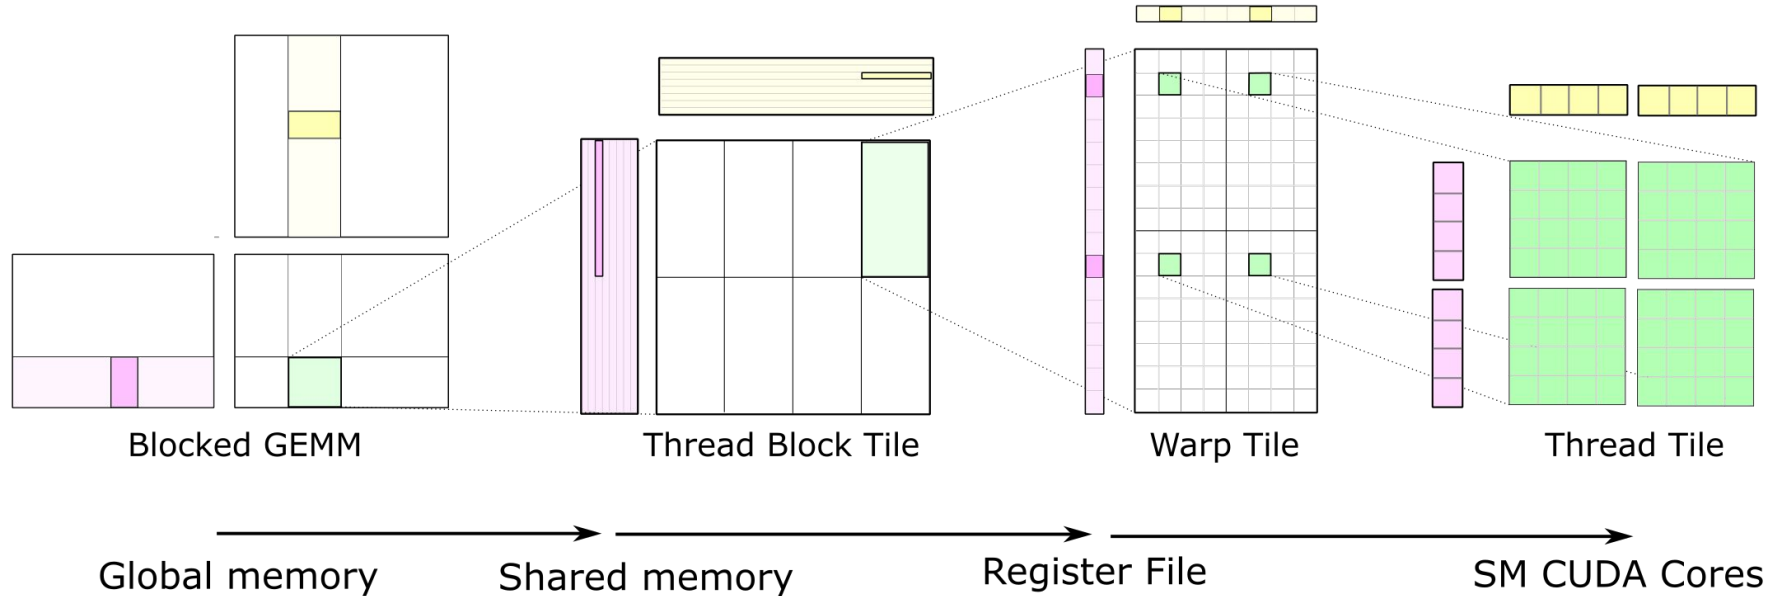 Blocked GEMM
Thread Block Tile
Warp Tile
Thread Tile
Global memory
Shared memory
Register File
SM CUDA Cores